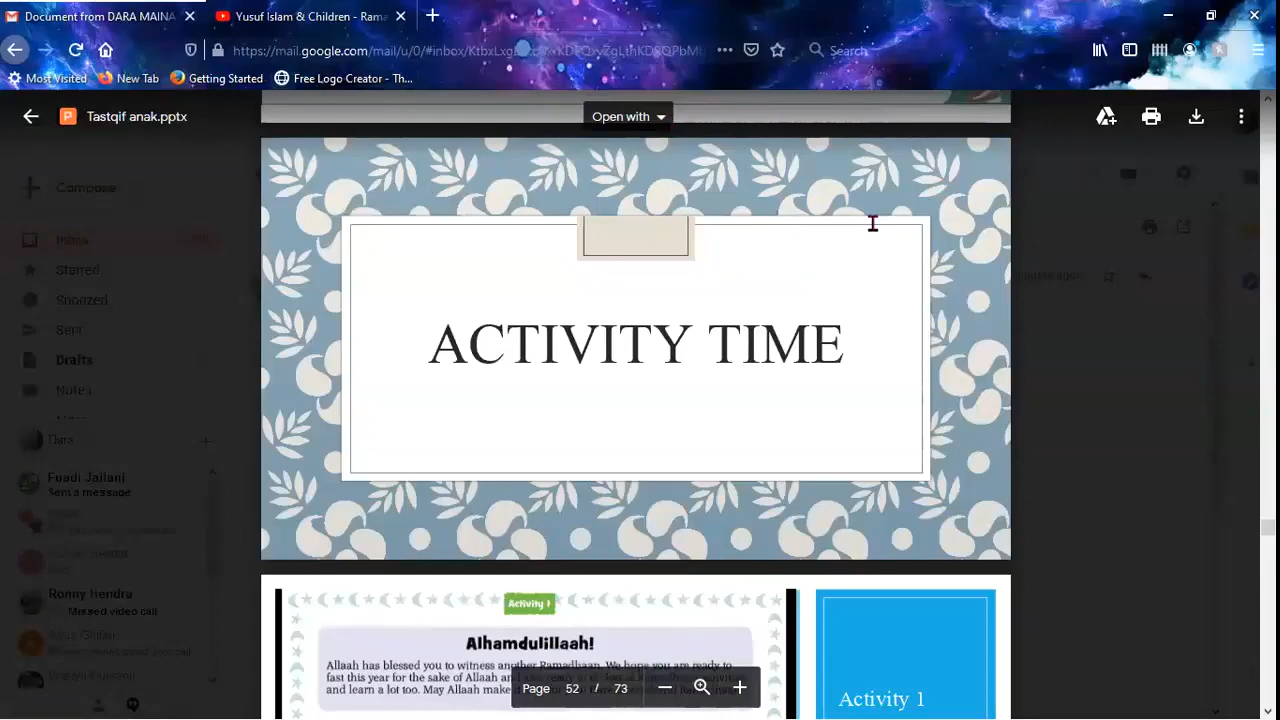 Document from DARA MAINA
Yusuf Islam & Children - Rama
https://mail.google.com/mail/u/0/#inbox/
Search
Most Visited
New Tab
Getting Started
Free Logo Creator - Th...
Tastqif anak.pptx
Open with
Compose
Inbox
Starred
Snoozed
Sent
Drafts
Notes
Dara
Fuadi Jailani
Sent a message
Ronny Hendra
Missed video call
ACTIVITY TIME
Activity 1
Alhamdulillaah!
Allaah has blessed you to witness another Ramadhaan. We hope you are ready to
fast this year for the sake of Allaah and
and learn a lot too. May Allaah make
Activity 1
Page 52 / 73